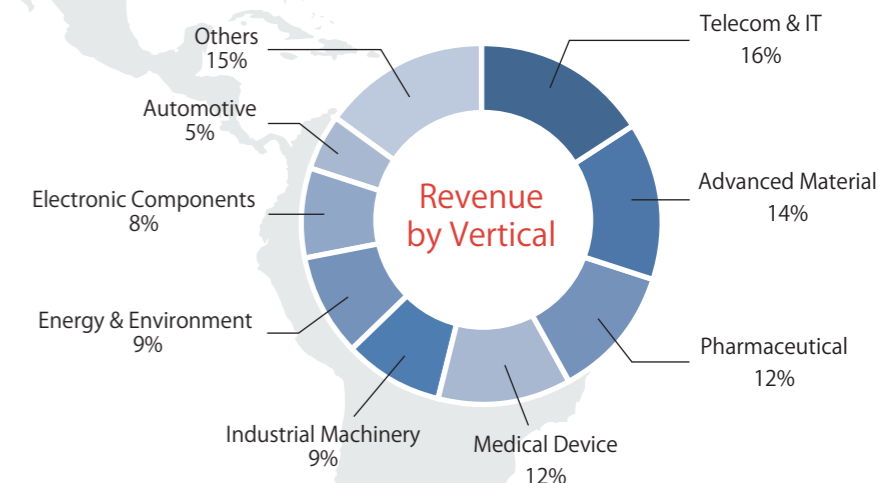 Revenue
by Vertical
Telecom & IT
16%
Advanced Material
14%
Pharmaceutical
12%
Medical Device
12%
Industrial Machinery
9%
Energy & Environment
9%
Electronic Components
8%
Automotive
5%
Others
15%